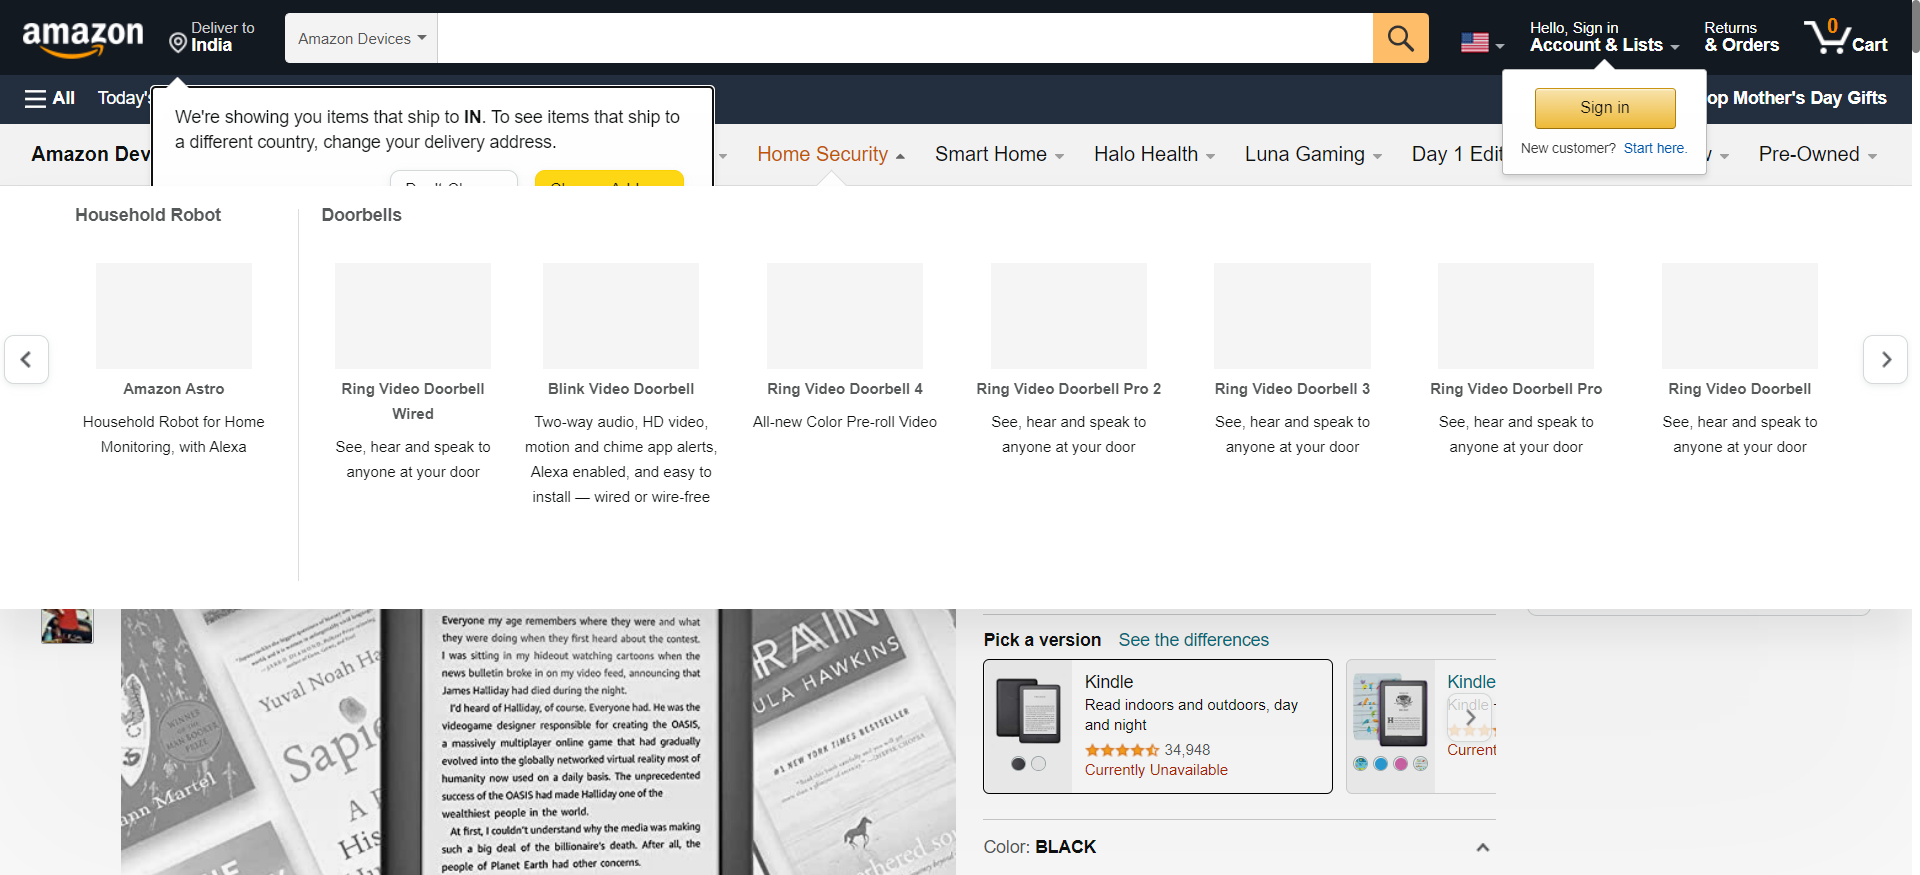 amazon
Deliver to
India
Amazon Devices
Hello, Sign in
Account & Lists
Returns
& Orders
0
Cart
All
Today's
op Mother's Day Gifts
We're showing you items that ship to IN. To see items that ship to
a different country, change your delivery address.
Sign in
New customer? Start here.
Amazon Dev
Home Security
Smart Home
Halo Health
Luna Gaming
Day 1 Edit
Pre-Owned
Household Robot
Doorbells
Amazon Astro
Household Robot for Home
Monitoring, with Alexa
Ring Video Doorbell
Wired
See, hear and speak to
anyone at your door
Blink Video Doorbell
Two-way audio, HD video,
motion and chime app alerts,
Alexa enabled, and easy to
install — wired or wire-free
Ring Video Doorbell 4
All-new Color Pre-roll Video
Ring Video Doorbell Pro 2
See, hear and speak to
anyone at your door
Ring Video Doorbell 3
See, hear and speak to
anyone at your door
Ring Video Doorbell Pro
See, hear and speak to
anyone at your door
Ring Video Doorbell
See, hear and speak to
anyone at your door
Yuval Noah Ha
WINNER
MAN BOOKER
PRIZE
Sapie
ann Martel
Hi
Everyone my age remembers where they were and what
they were doing when they first heard about the contest.
I was sitting in my hideout watching cartoons when the
news bulletin broke in on my video feed, announcing that
James Halliday had died during the night.
I'd heard of Halliday, of course. Everyone had. He was the
videogame designer responsible for creating the OASIS,
a massively multiplayer online game that had gradually
evolved into the globally networked virtual reality most of
humanity now used on a daily basis. The unprecedented
success of the OASIS had made Halliday one of the
wealthiest people in the world.
At first, I couldn't understand why the media was making
such a big deal of the billionaire's death. After all, the
people of Planet Earth had other concerns.
RAIN
ULA HAWKINS
#1 NEW YORK TIMES BESTSELLER
Pick a version
See the differences
Kindle
Read indoors and outdoors, day
and night
34,948
Currently Unavailable
Kindle
Kindle
Current
Color: BLACK